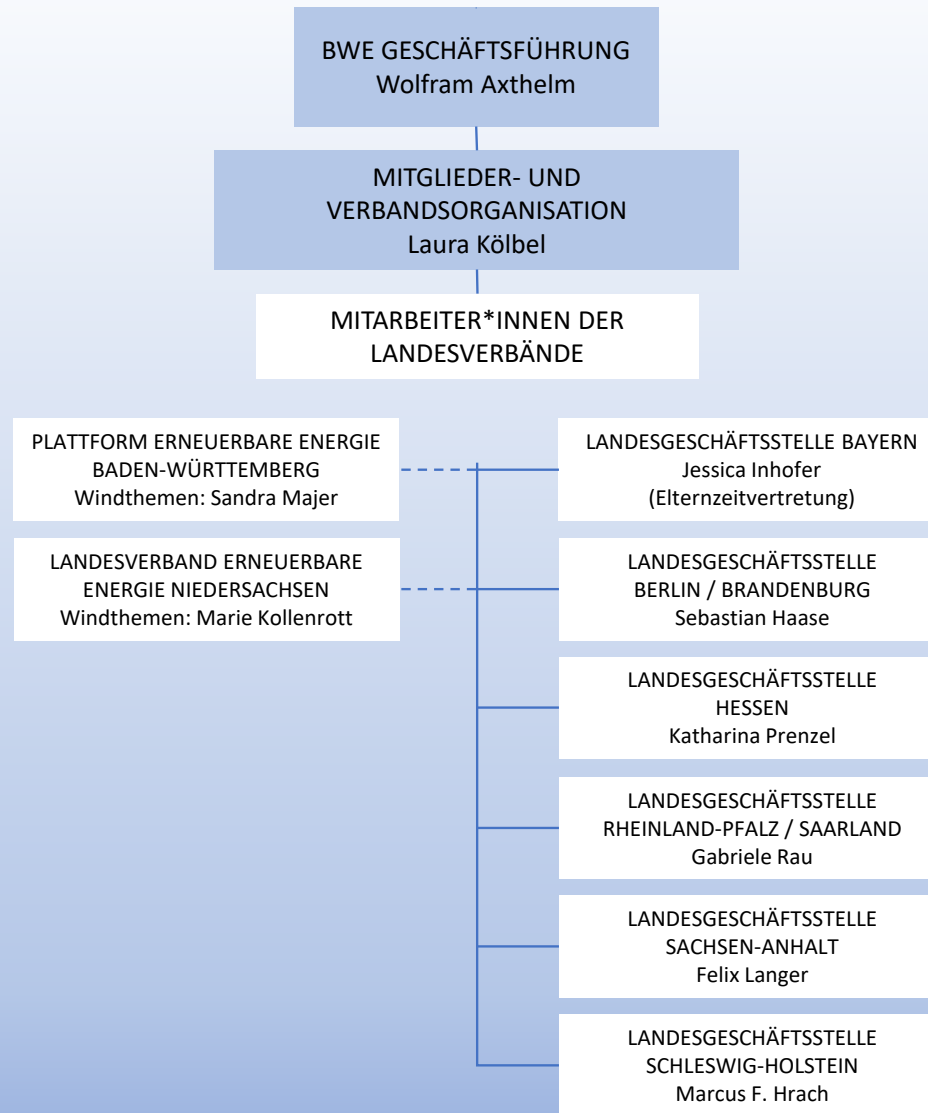 BWE GESCHÄFTSFÜHRUNG
Wolfram Axthelm
MITGLIEDER- UND
VERBANDSORGANISATION
Laura Kölbel
MITARBEITER*INNEN DER
LANDESVERBÄNDE
PLATTFORM ERNEUERBARE ENERGIE
BADEN-WÜRTTEMBERG
Windthemen: Sandra Majer
LANDESVERBAND ERNEUERBARE
ENERGIE NIEDERSACHSEN
Windthemen: Marie Kollenrott
LANDESGESCHÄFTSSTELLE BAYERN
Jessica Inhofer
(Elternzeitvertretung)
LANDESGESCHÄFTSSTELLE
BERLIN / BRANDENBURG
Sebastian Haase
LANDESGESCHÄFTSSTELLE
HESSEN
Katharina Prenzel
LANDESGESCHÄFTSSTELLE
RHEINLAND-PFALZ / SAARLAND
Gabriele Rau
LANDESGESCHÄFTSSTELLE
SACHSEN-ANHALT
Felix Langer
LANDESGESCHÄFTSSTELLE
SCHLESWIG-HOLSTEIN
Marcus F. Hrach